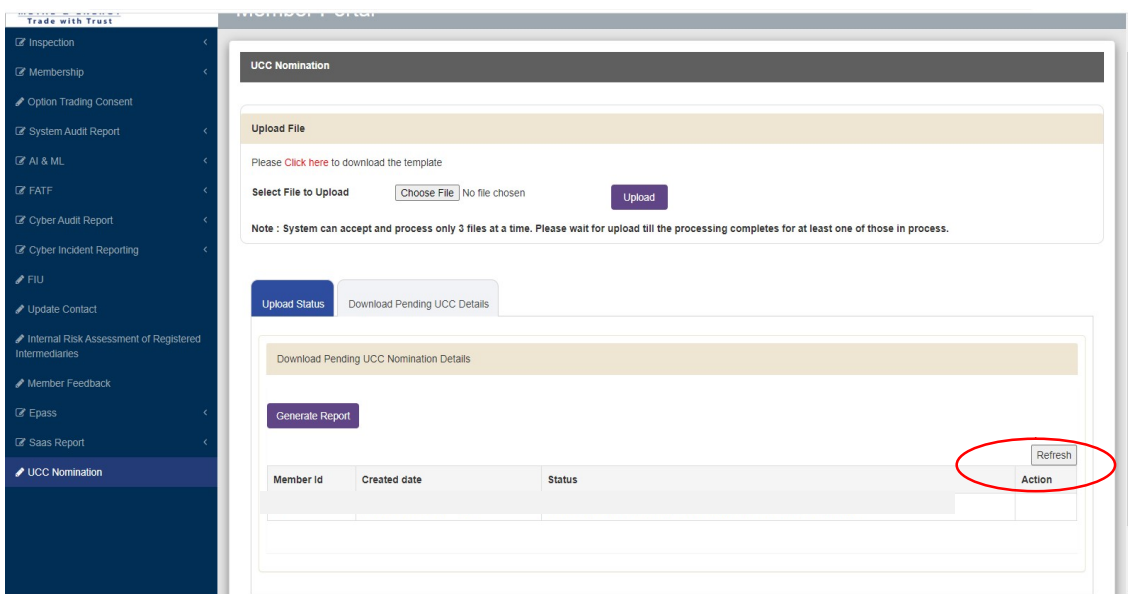 Trade with Trust
Member Portal
Inspection
Membership
Option Trading Consent
System Audit Report
AI & ML
FATF
Cyber Audit Report
Cyber Incident Reporting
FIU
Update Contact
Internal Risk Assessment of Registered
Intermediaries
Member Feedback
Epass
Saas Report
UCC Nomination
UCC Nomination
Upload File
Please Click here to download the template
Select File to Upload Choose File No file chosen Upload
Note : System can accept and process only 3 files at a time. Please wait for upload till the processing completes for at least one of those in process.
Upload Status Download Pending UCC Details
Download Pending UCC Nomination Details
Generate Report
Refresh
Member Id Created date Status Action